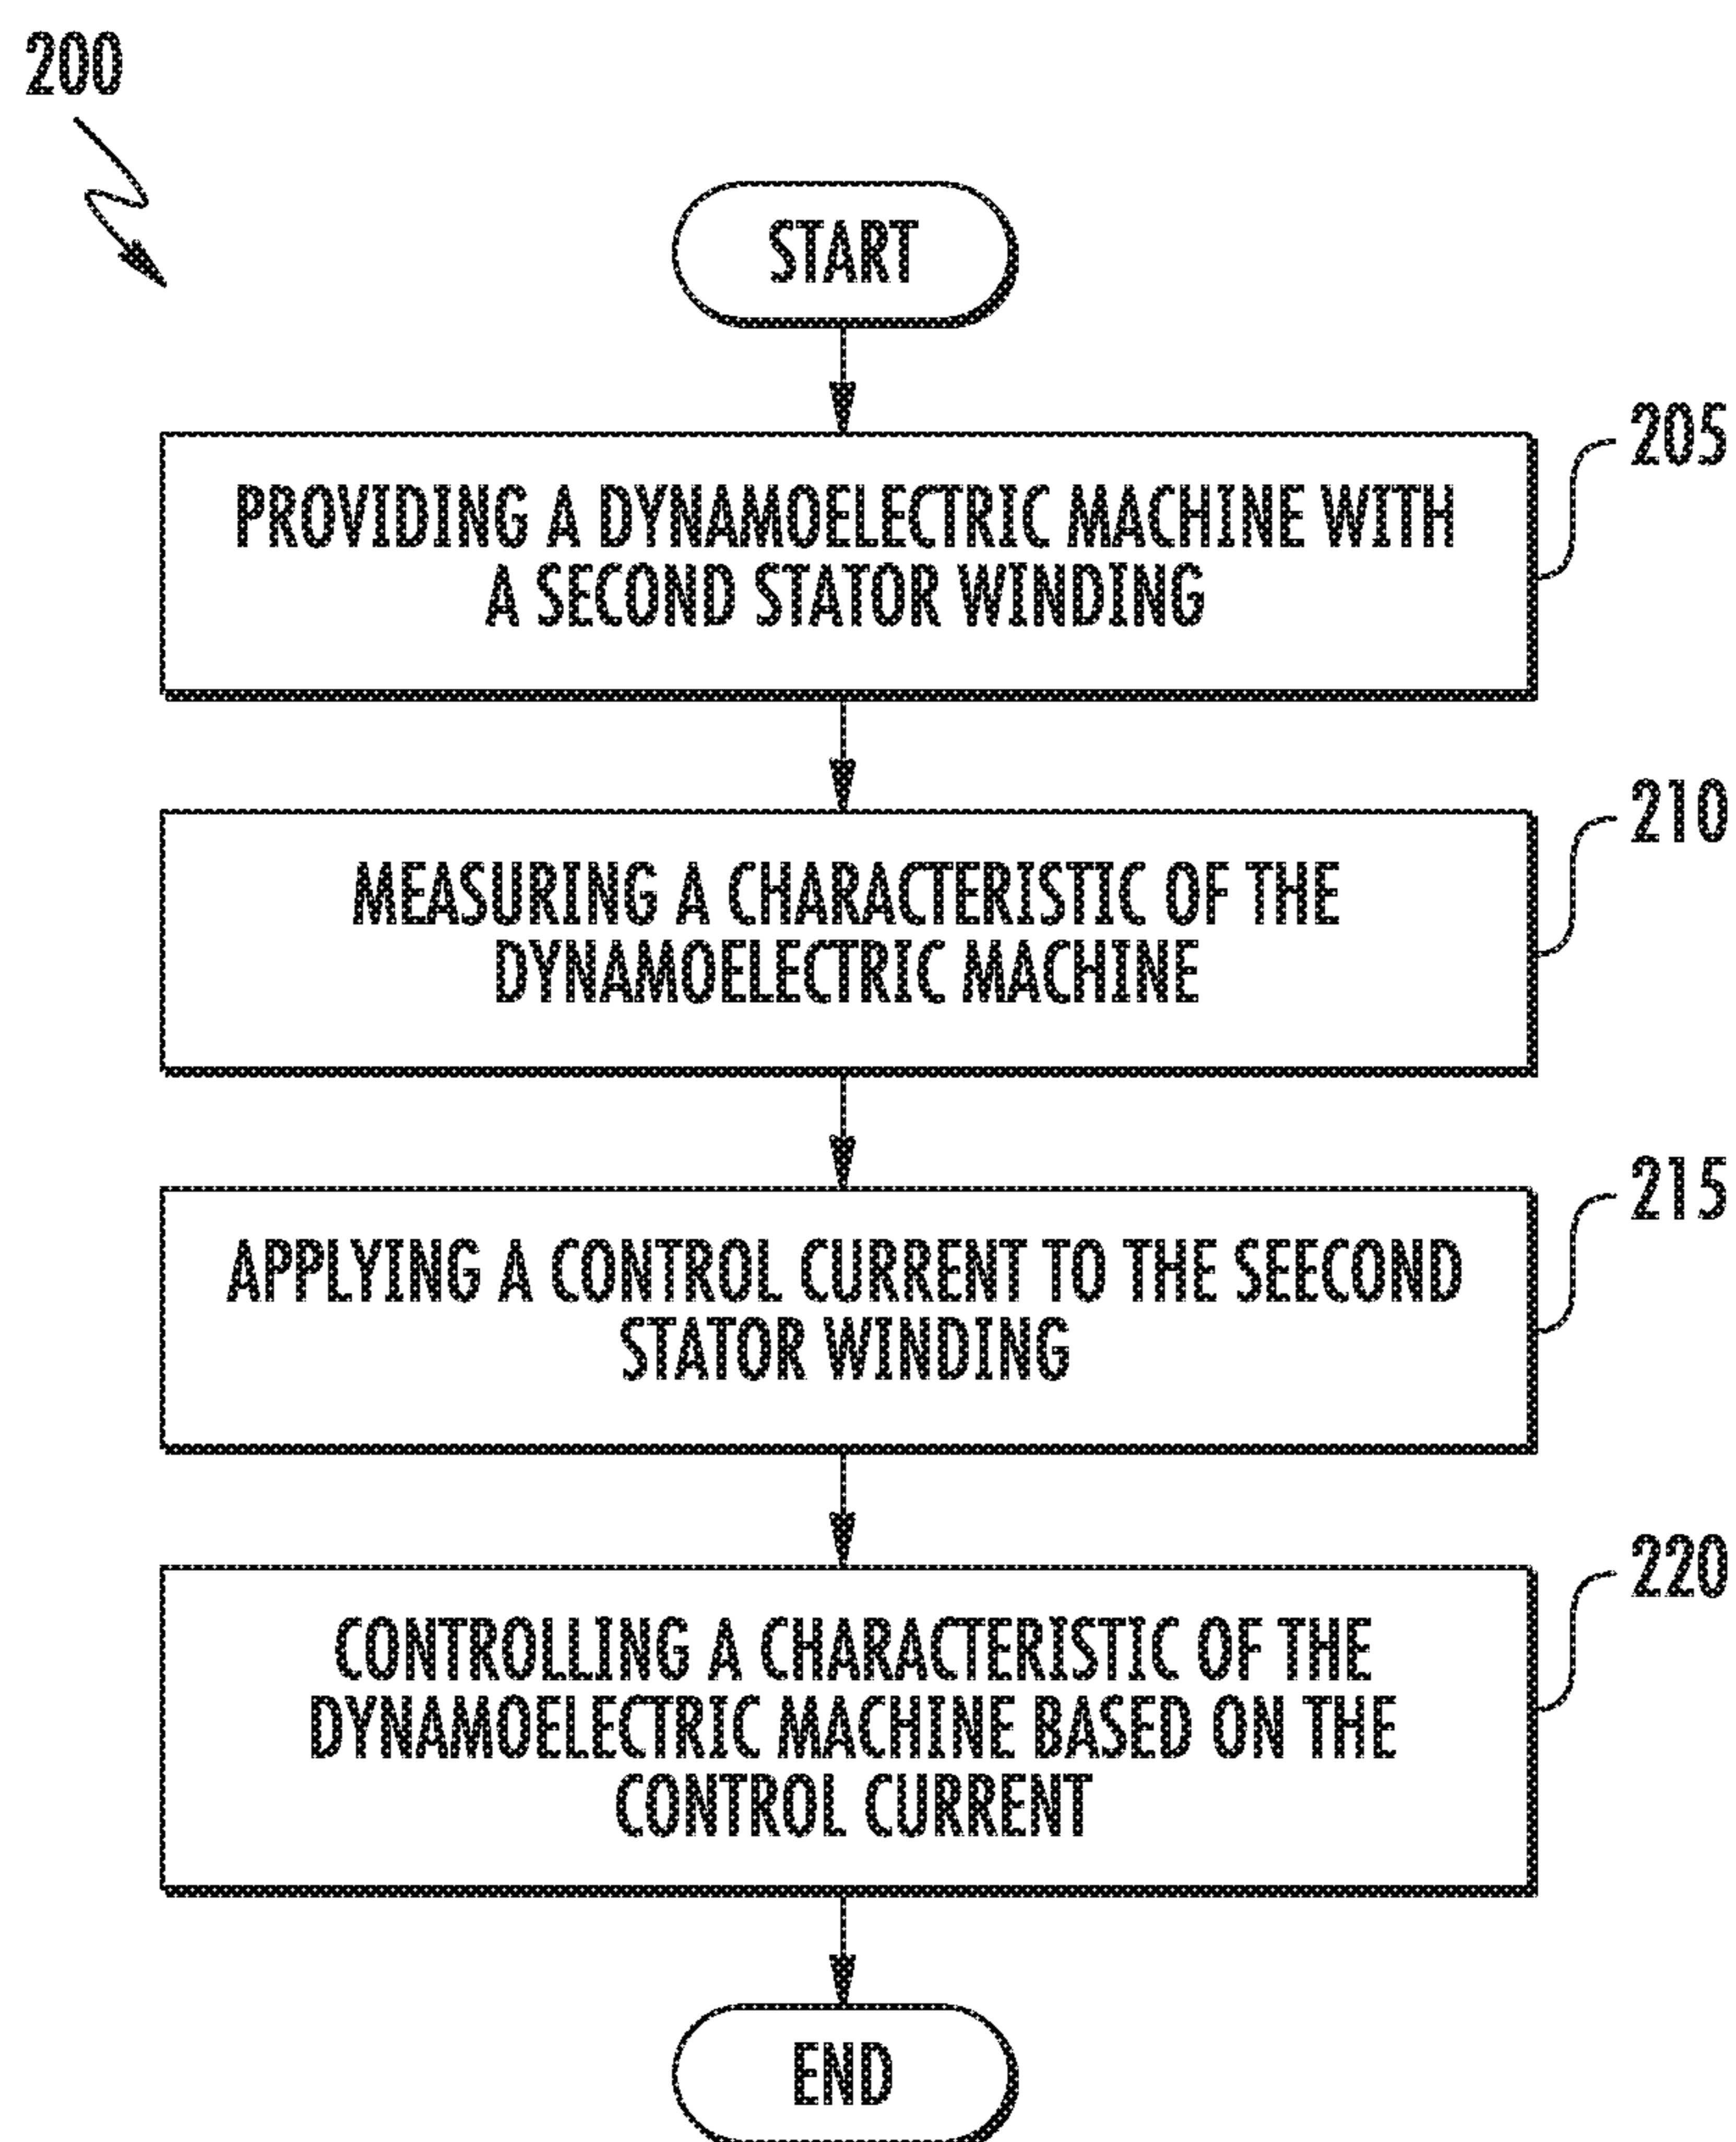 200
START
205
PROVIDING A DYNAMOELECTRIC MACHINE WITH
A SECOND STATOR WINDING
210
MEASURING A CHARACTERISTIC OF THE
DYNAMOELECTRIC MACHINE
215
APPLYING A CONTROL CURRENT TO THE SEECOND
STATOR WINDING
220
CONTROLLING A CHARACTERISTIC OF THE
DYNAMOELECTRIC MACHINE BASED ON THE
CONTROL CURRENT
END